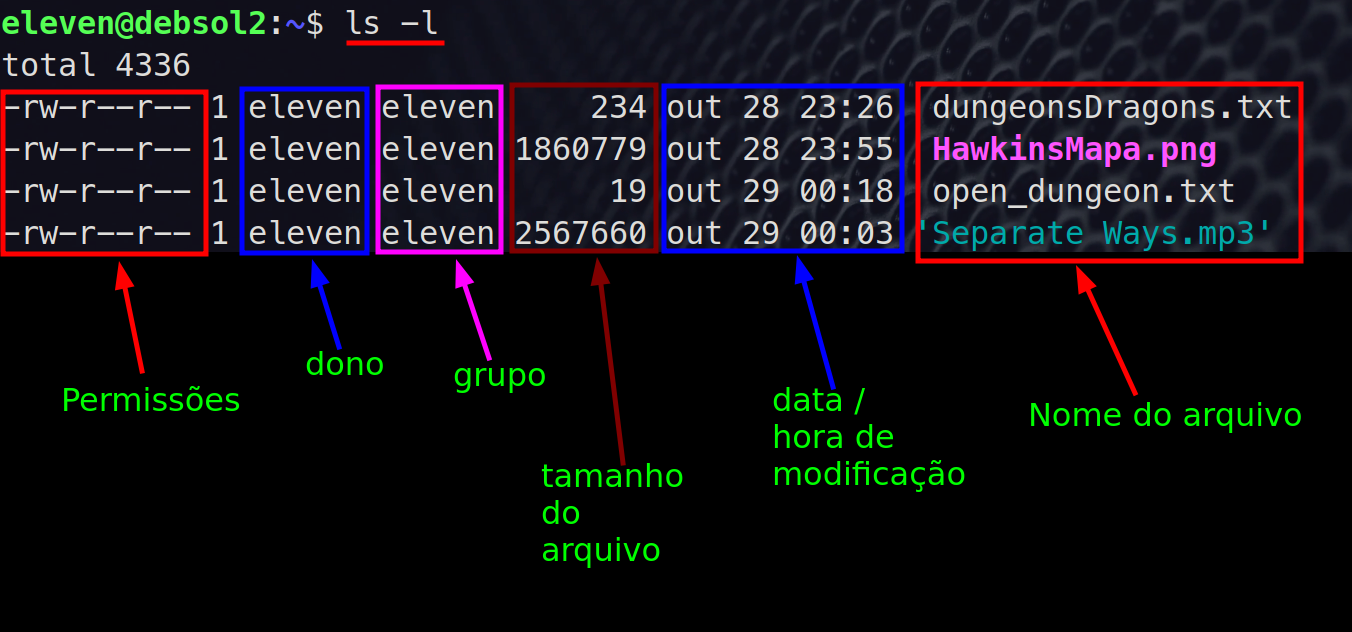 eleven@debsol2:~$ ls -l
total 4336
-rw-r--r-- 1 eleven eleven     234 out 28 23:26  dungeonsDragons.txt
-rw-r--r-- 1 eleven eleven 1860779 out 28 23:55  HawkinsMapa.png
-rw-r--r-- 1 eleven eleven      19 out 29 00:18  open_dungeon.txt
-rw-r--r-- 1 eleven eleven 2567660 out 29 00:03 'Separate Ways.mp3'
Permissões
dono
grupo
tamanho
do
arquivo
data /
hora de
modificação
Nome do arquivo